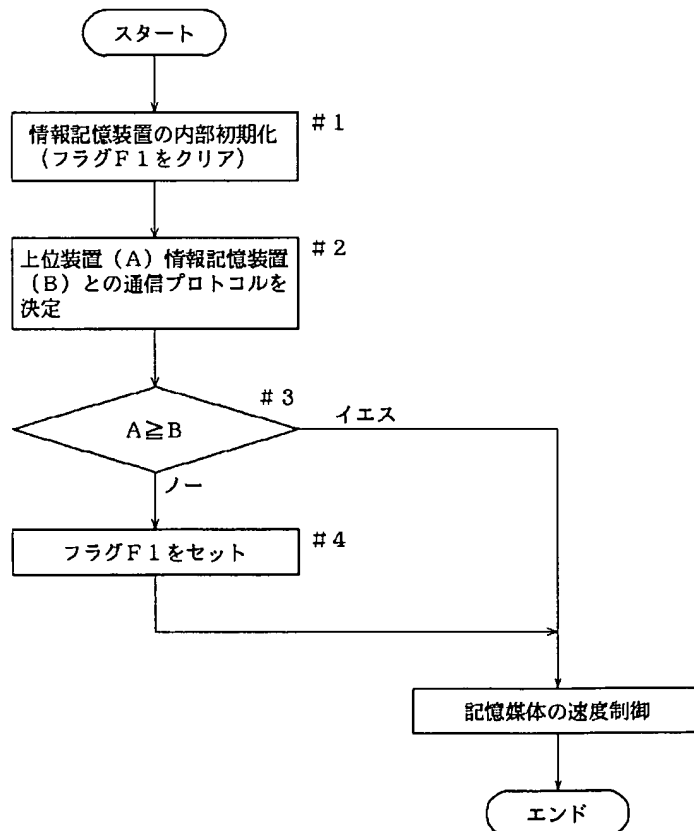 スタート
情報記憶装置の内部初期化
（フラグF１をクリア）
＃１
上位装置（A）情報記憶装置
（B）との通信プロトコルを
決定
＃２
＃３
A≧B
イエス
ノー
フラグF１をセット
＃４
記憶媒体の速度制御
エンド